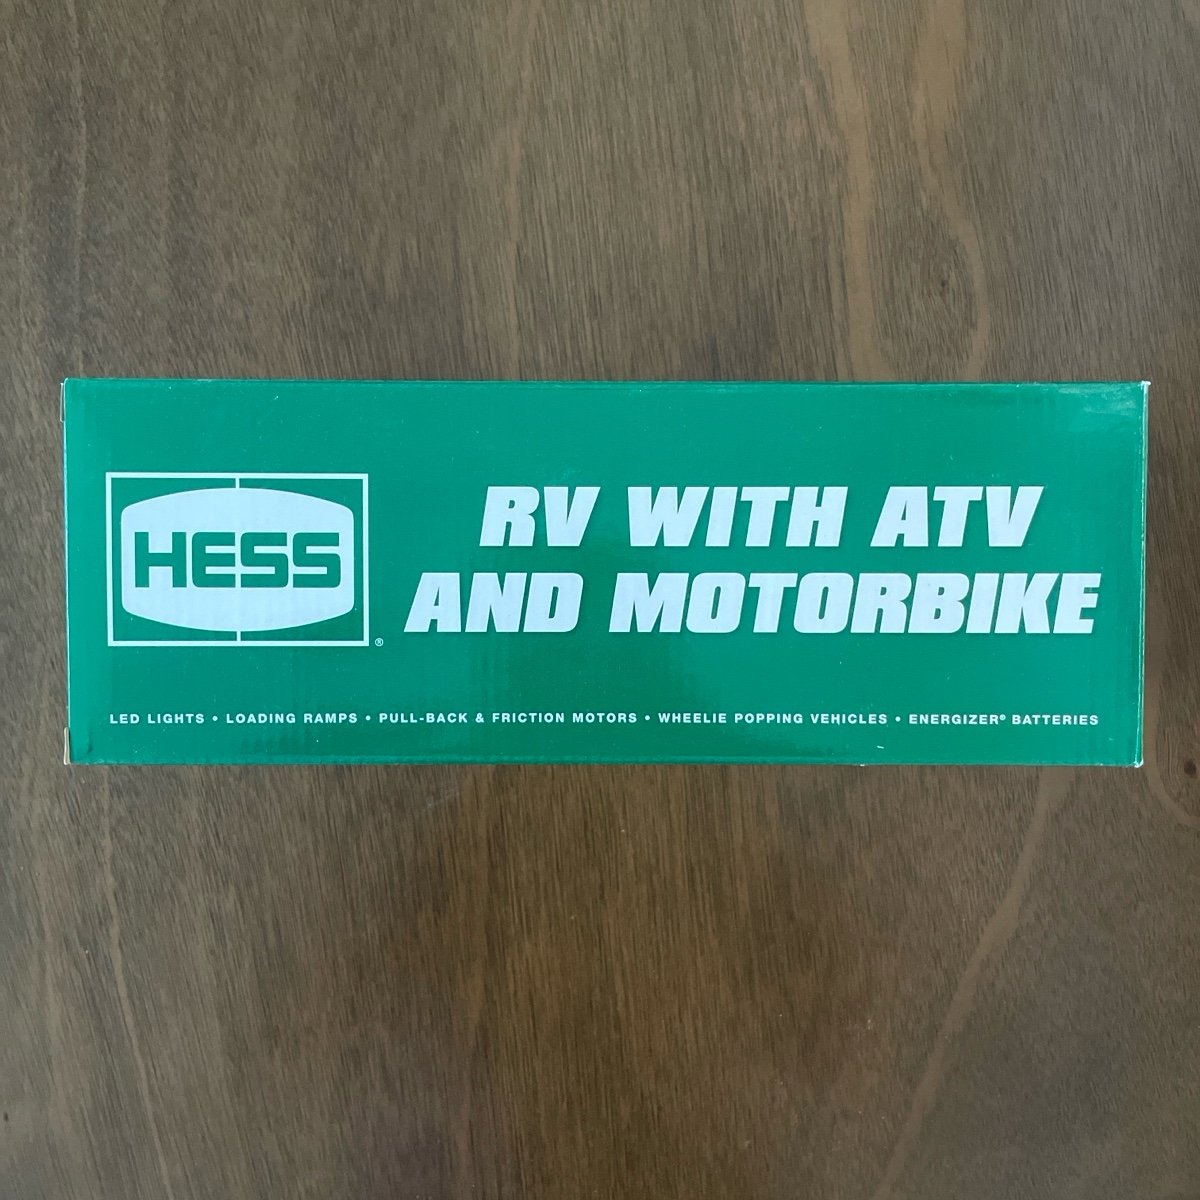 HESS
®
RV WITH ATV
AND MOTORBIKE
LED LIGHTS • LOADING RAMPS • PULL-BACK & FRICTION MOTORS • WHEELIE POPPING VEHICLES • ENERGIZER® BATTERIES